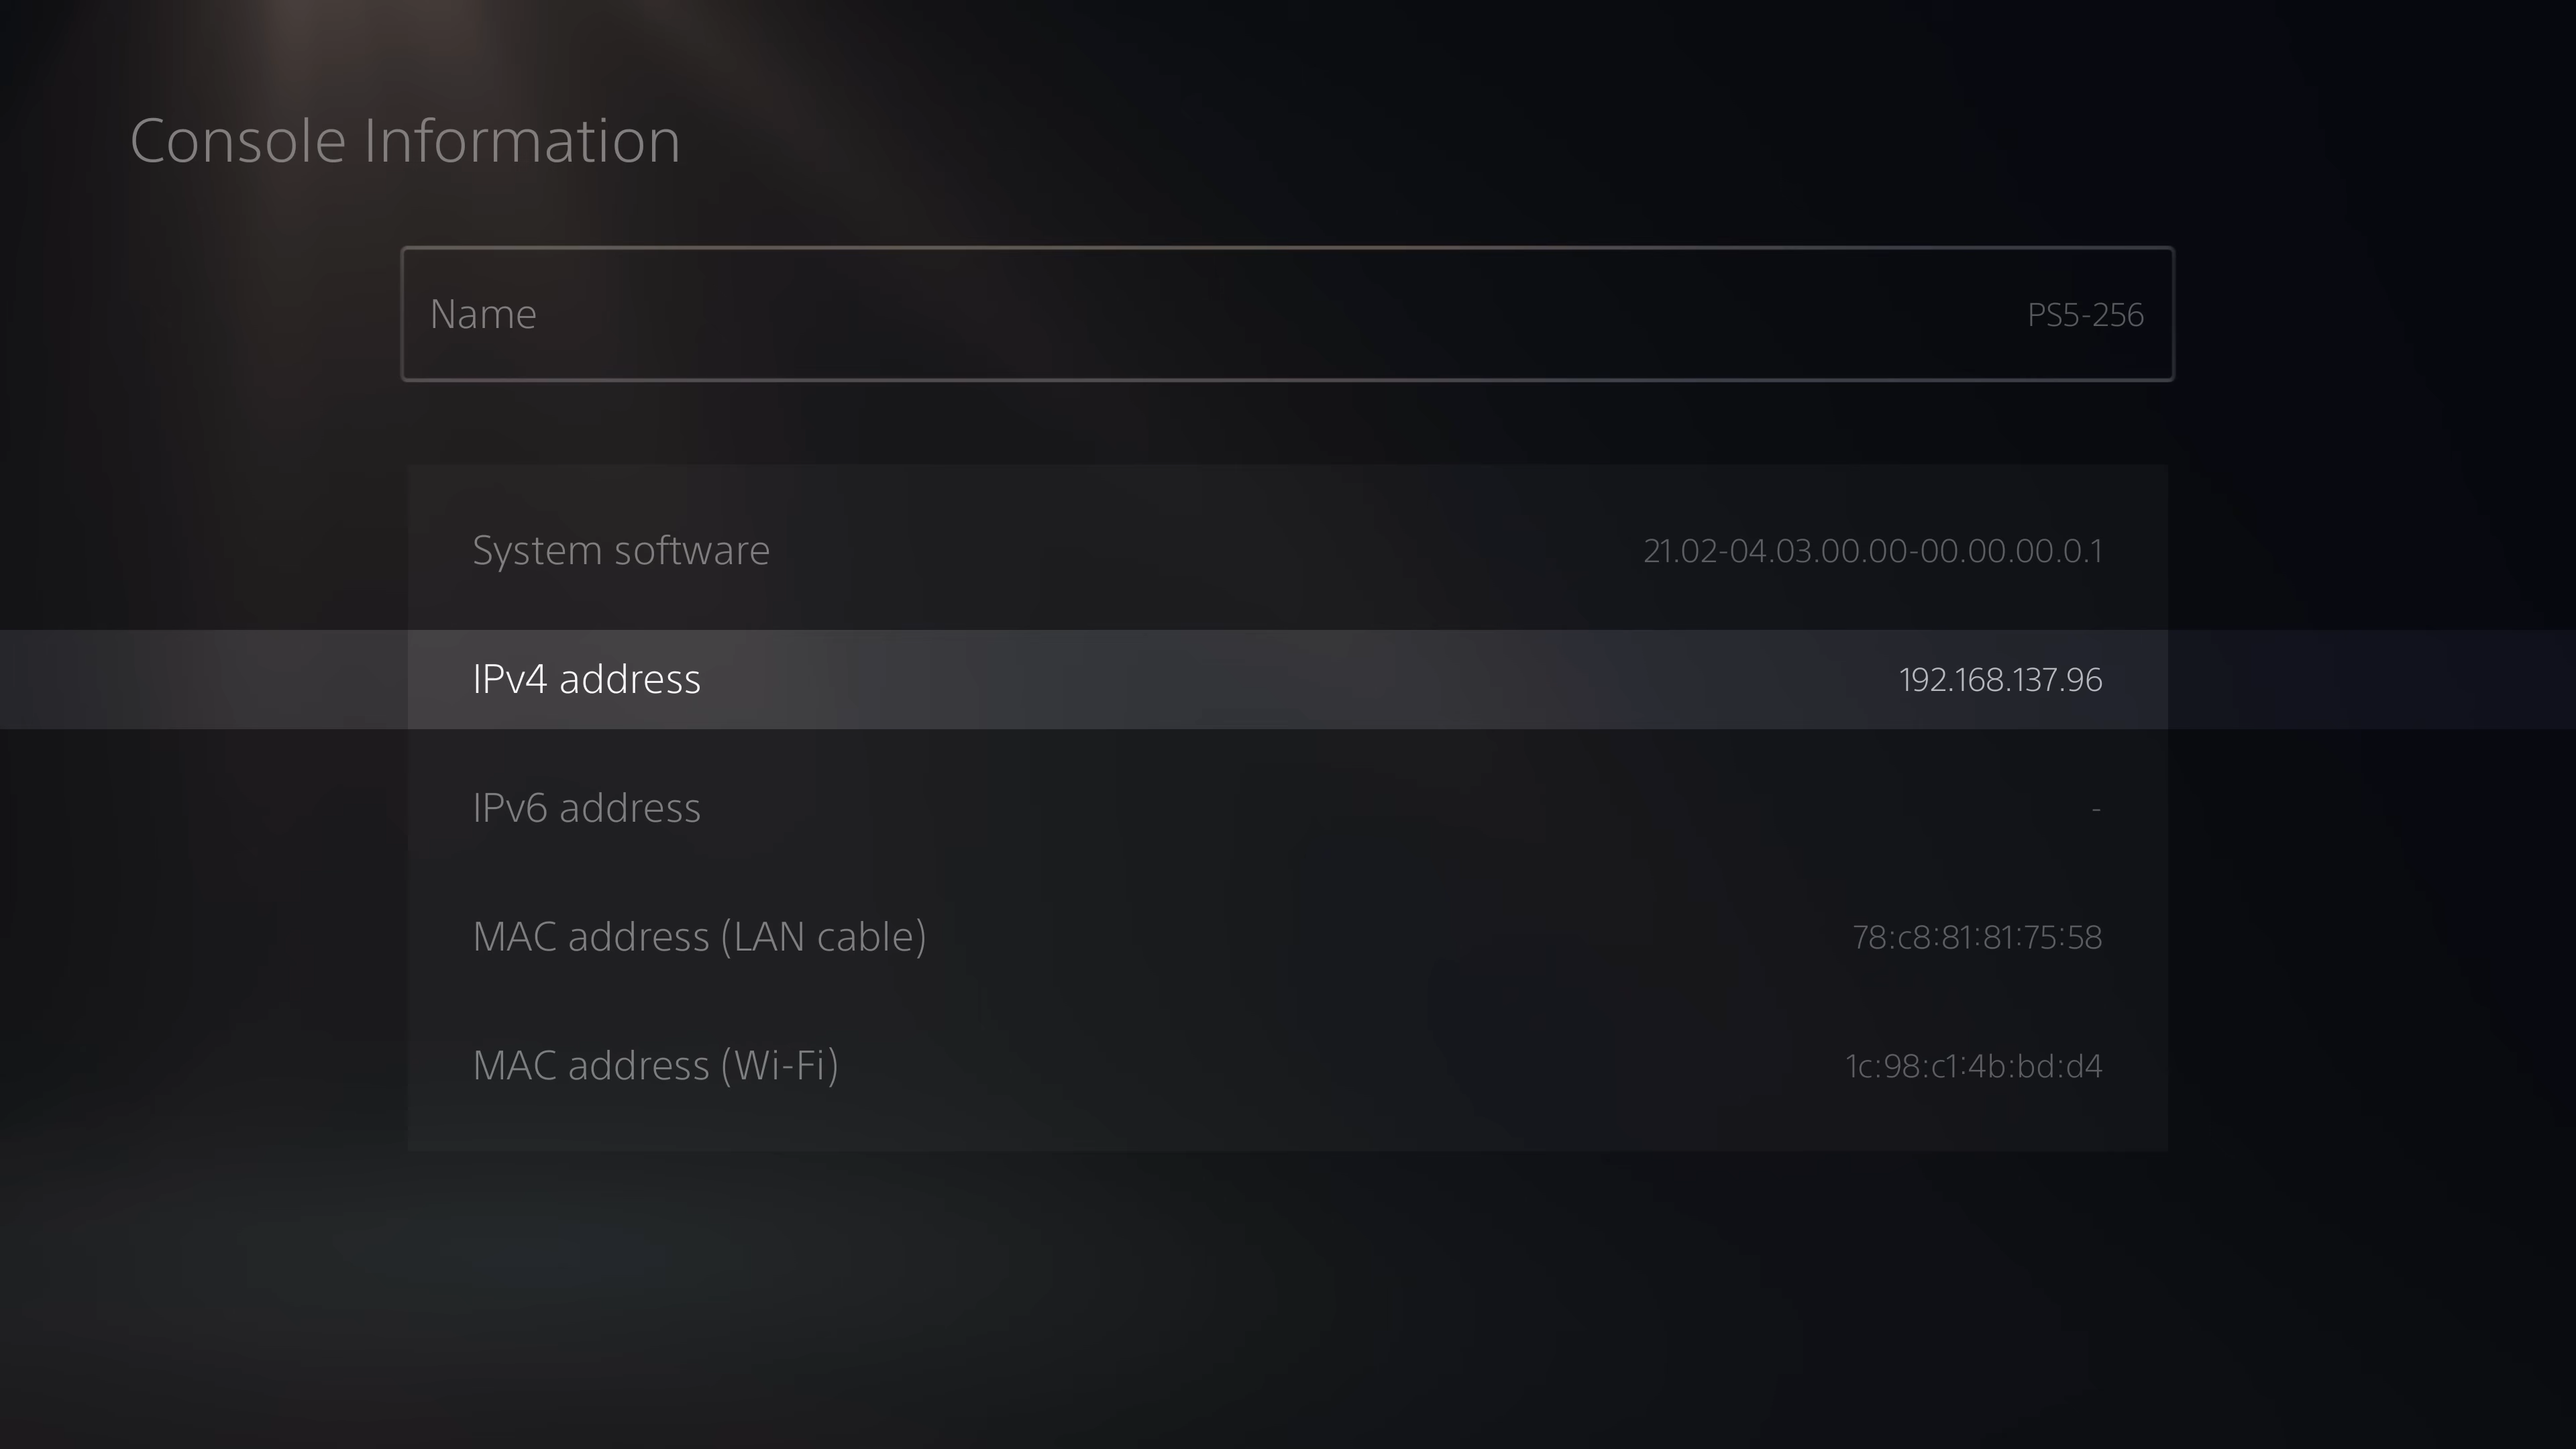 Console Information
Name PS5-256
System software 21.02-04.03.00.00-00.00.00.0.1
IPv4 address 192.168.137.96
IPv6 address -
MAC address (LAN cable) 78:c8:81:81:75:58
MAC address (Wi-Fi) 1c:98:c1:4b:bd:d4